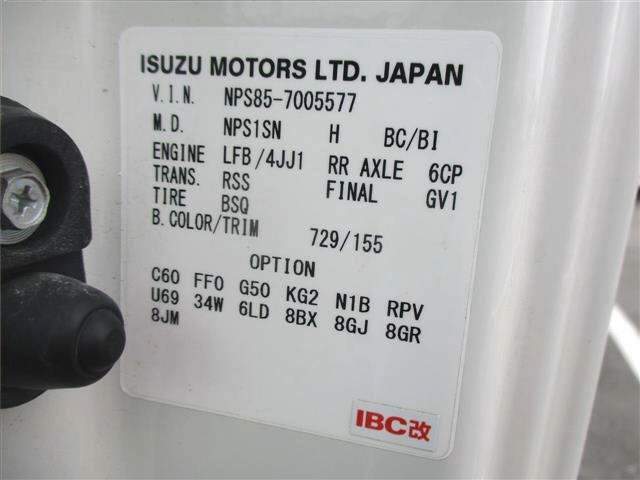 ISUZU MOTORS LTD. JAPAN
V.I.N. NPS85-7005577
M.D. NPS1SN H BC/BI
ENGINE LFB/4JJ1 RR AXLE 6CP
TRANS. RSS FINAL GV1
TIRE BSQ
B.COLOR/TRIM 729/155
OPTION
C60 FF0 G50 KG2 N1B RPV
U69 34W 6LD 8BX 8GJ 8GR
8JM
IBC改